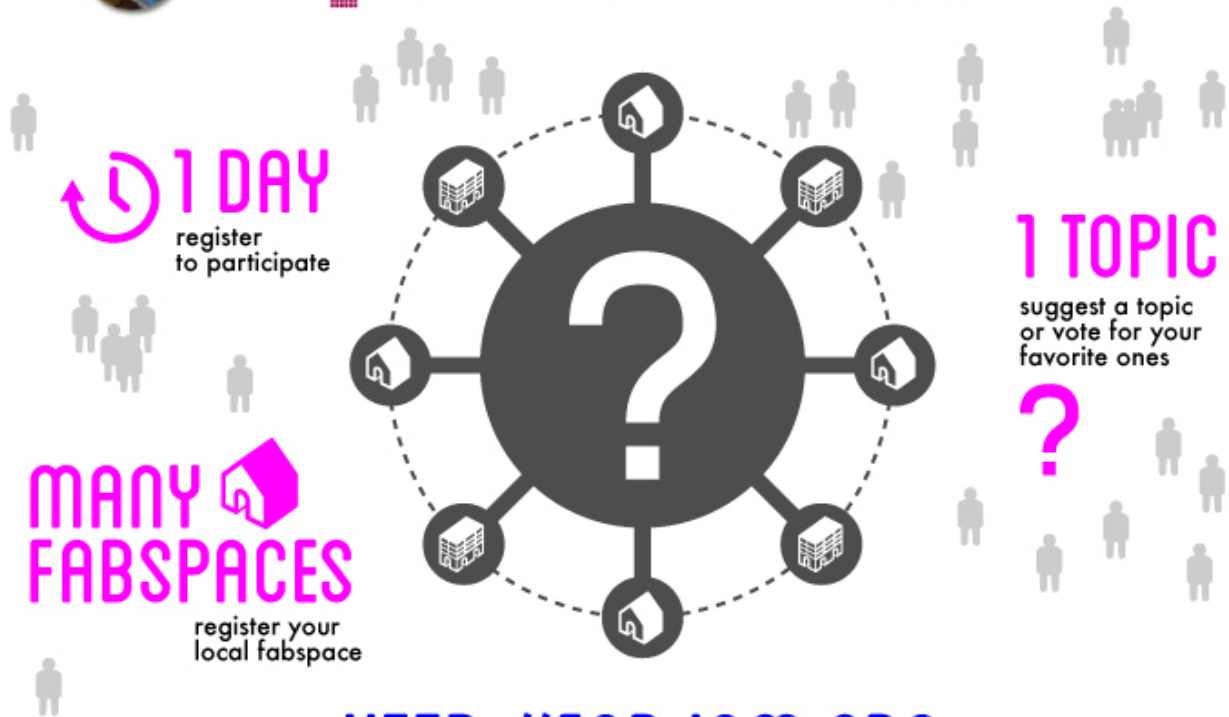 1 DAY
register
to participate
1 TOPIC
suggest a topic
or vote for your
favorite ones
?
?
MANY
FABSPACES
register your
local fabspace